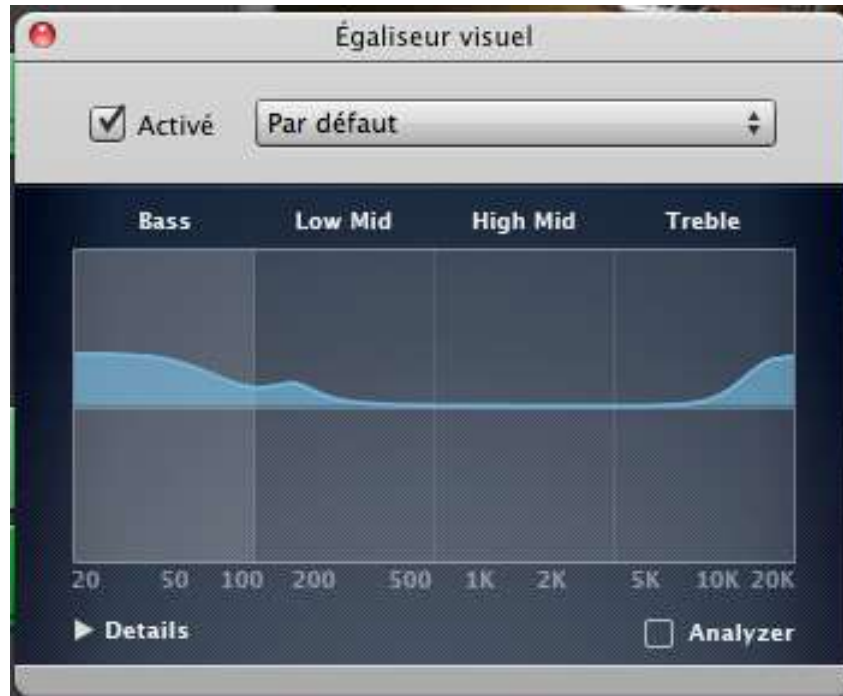 Égaliseur visuel
Activé Par défaut
Bass Low Mid High Mid Treble
20 50 100 200 500 1K 2K 5K 10K 20K
Details Analyzer